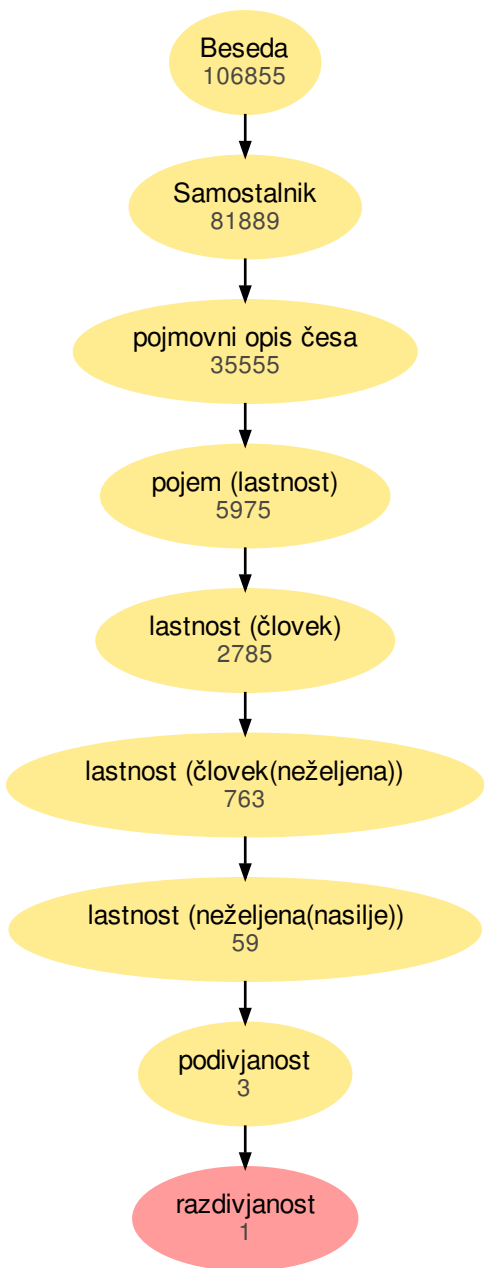 Beseda
106855
Samostalnik
81889
pojmovni opis česa
35555
pojem (lastnost)
5975
lastnost (človek)
2785
lastnost (človek(neželjena))
763
lastnost (neželjena(nasilje))
59
podivjanost
3
razdivjanost
1